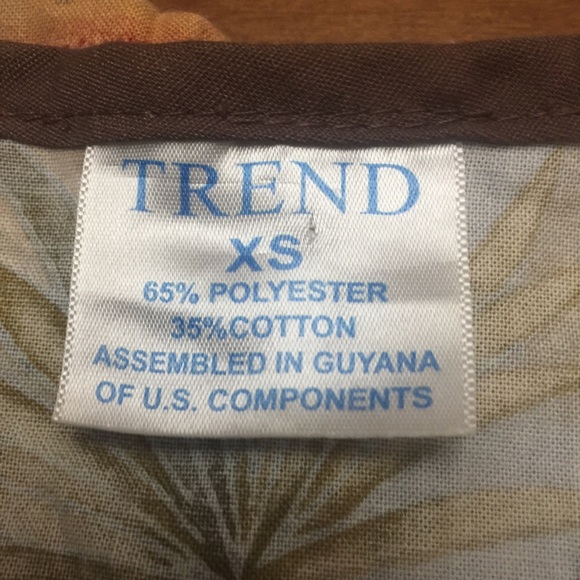 TREND
XS
65% POLYESTER
35%COTTON
ASSEMBLED IN GUYANA
OF U.S. COMPONENTS